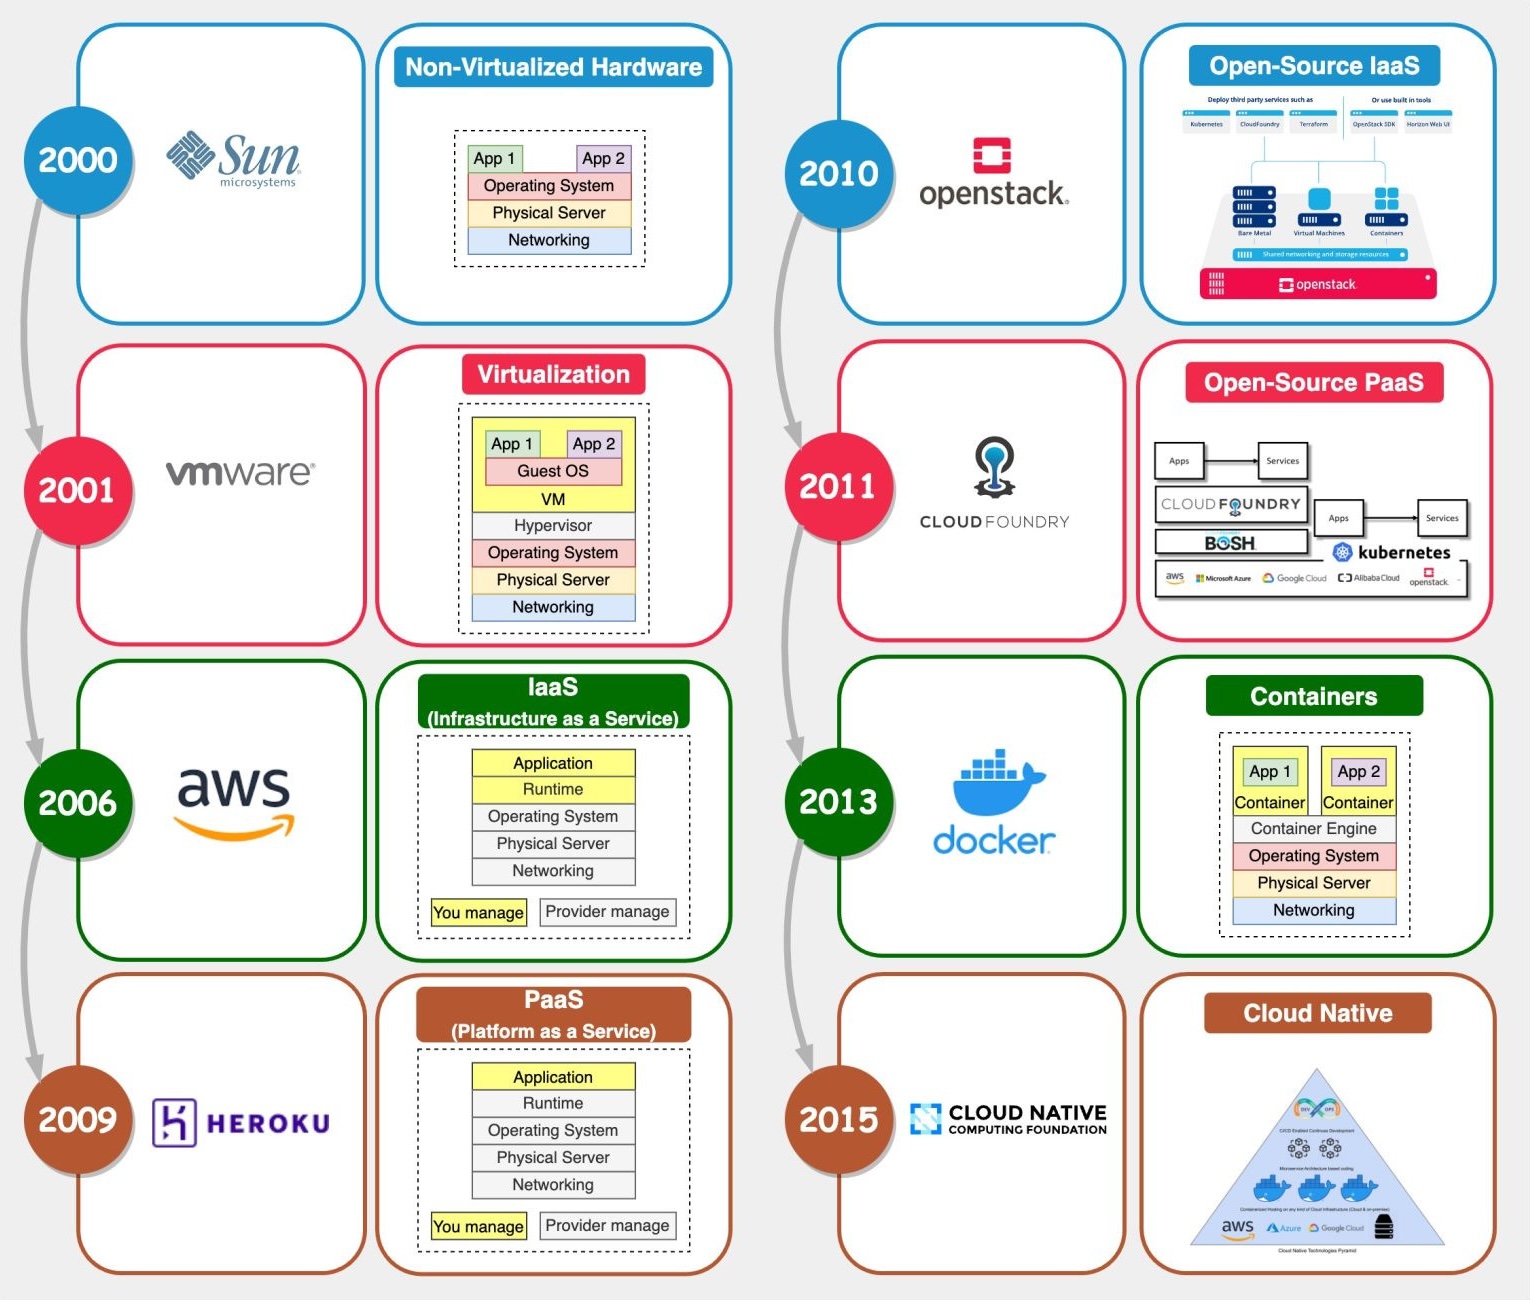 2000
Sun
microsystems
Non-Virtualized Hardware
App 1
App 2
Operating System
Physical Server
Networking
2001
vmware®
Virtualization
App 1
App 2
Guest OS
VM
Hypervisor
Operating System
Physical Server
Networking
2006
aws
IaaS
(Infrastructure as a Service)
Application
Runtime
Operating System
Physical Server
Networking
You manage
Provider manage
2009
HEROKU
PaaS
(Platform as a Service)
Application
Runtime
Operating System
Physical Server
Networking
You manage
Provider manage
2010
openstack.
Open-Source IaaS
Deploy third party services such as
Or use built in tools
Kubernetes
CloudFoundry
Terraform
OpenStack SDK
Horizon Web UI
Bare Metal
Virtual Machines
Containers
Shared networking and storage resources
openstack
2011
CLOUD FOUNDRY
Open-Source PaaS
Apps
Services
CLOUD FOUNDRY
Apps
Services
BOSH
kubernetes
aws
Microsoft Azure
Google Cloud
Alibaba Cloud
openstack.
2013
docker
Containers
App 1
App 2
Container
Container
Container Engine
Operating System
Physical Server
Networking
2015
CLOUD NATIVE
COMPUTING FOUNDATION
Cloud Native
DEV OPS
CI/CD Enabled Continues Development
Microservice Architecture based coding
Containerized Hosting on any kind of Cloud Infrastructure (Cloud & on-premise)
aws
Azure
Google Cloud
Cloud Native Technologies Pyramid